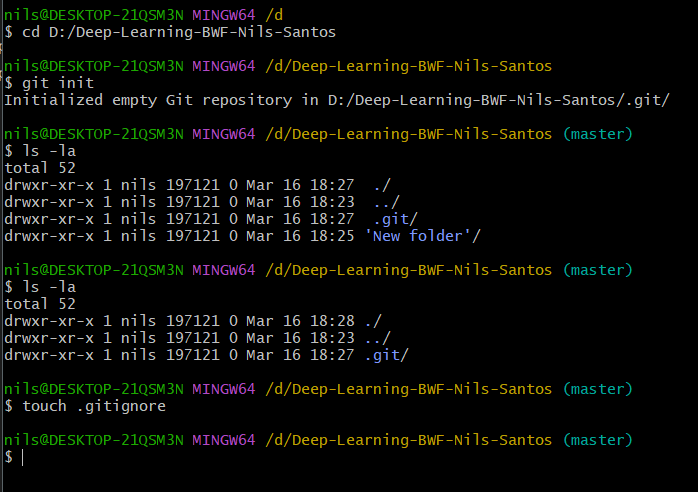 nils@DESKTOP-21QSM3N MINGW64 /d
$ cd D:/Deep-Learning-BWF-Nils-Santos
nils@DESKTOP-21QSM3N MINGW64 /d/Deep-Learning-BWF-Nils-Santos
$ git init
Initialized empty Git repository in D:/Deep-Learning-BWF-Nils-Santos/.git/
nils@DESKTOP-21QSM3N MINGW64 /d/Deep-Learning-BWF-Nils-Santos (master)
$ ls -la
total 52
drwxr-xr-x 1 nils 197121 0 Mar 16 18:27  ./
drwxr-xr-x 1 nils 197121 0 Mar 16 18:23  ../
drwxr-xr-x 1 nils 197121 0 Mar 16 18:27  .git/
drwxr-xr-x 1 nils 197121 0 Mar 16 18:25 'New folder'/
nils@DESKTOP-21QSM3N MINGW64 /d/Deep-Learning-BWF-Nils-Santos (master)
$ ls -la
total 52
drwxr-xr-x 1 nils 197121 0 Mar 16 18:28 ./
drwxr-xr-x 1 nils 197121 0 Mar 16 18:23 ../
drwxr-xr-x 1 nils 197121 0 Mar 16 18:27 .git/
nils@DESKTOP-21QSM3N MINGW64 /d/Deep-Learning-BWF-Nils-Santos (master)
$ touch .gitignore
nils@DESKTOP-21QSM3N MINGW64 /d/Deep-Learning-BWF-Nils-Santos (master)
$